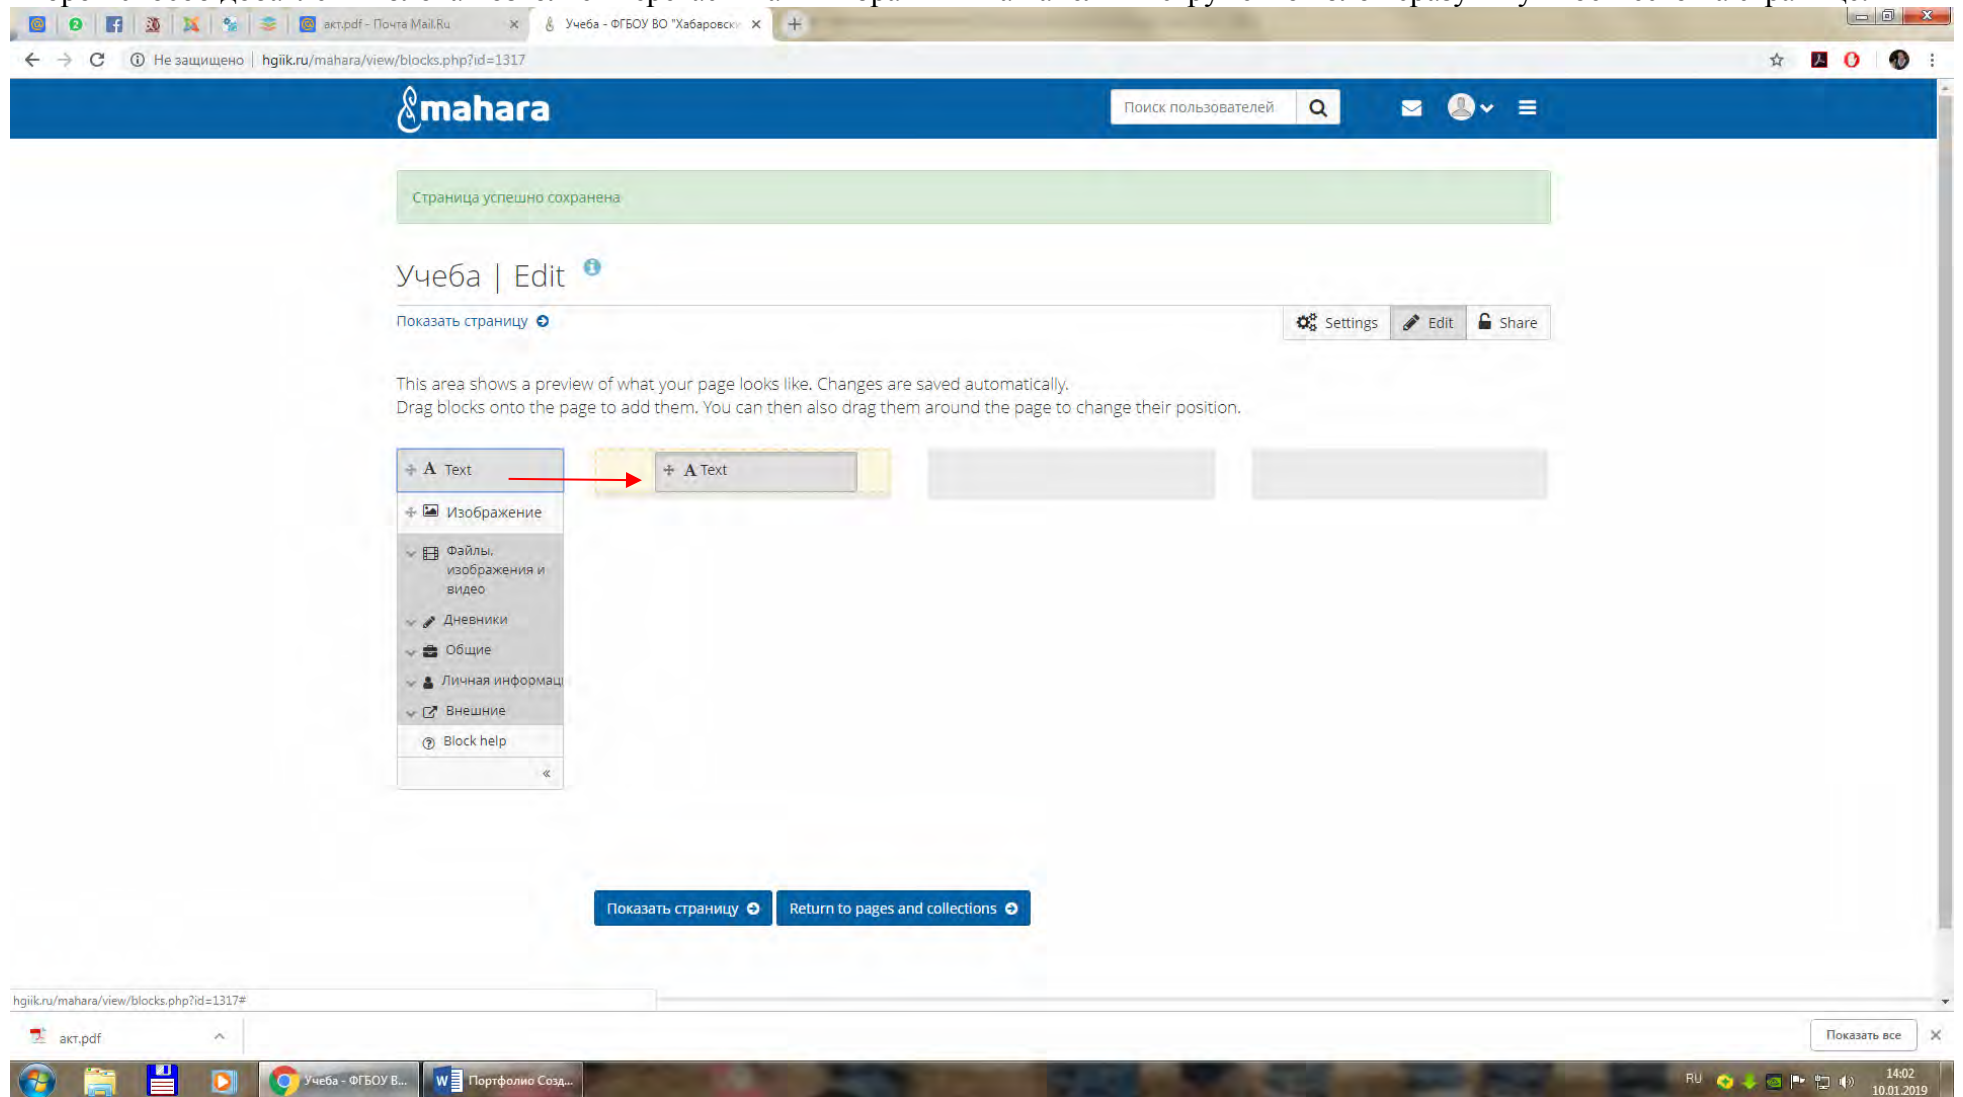 акт.pdf - Почта Mail.Ru
Учеба - ФГБОУ ВО "Хабаровски
Не защищено | hgiik.ru/mahara/view/blocks.php?id=1317
mahara
Поиск пользователей
Страница успешно сохранена
Учеба | Edit
Показать страницу
Settings
Edit
Share
This area shows a preview of what your page looks like. Changes are saved automatically.
Drag blocks onto the page to add them. You can then also drag them around the page to change their position.
A Text
A Text
Изображение
Файлы,
изображения и
видео
Дневники
Общие
Личная информац
Внешние
Block help
«
Показать страницу
Return to pages and collections
hgiik.ru/mahara/view/blocks.php?id=1317#
акт.pdf
Показать все
Учеба - ФГБОУ В...
Портфолио Созд...
RU
14:02
10.01.2019